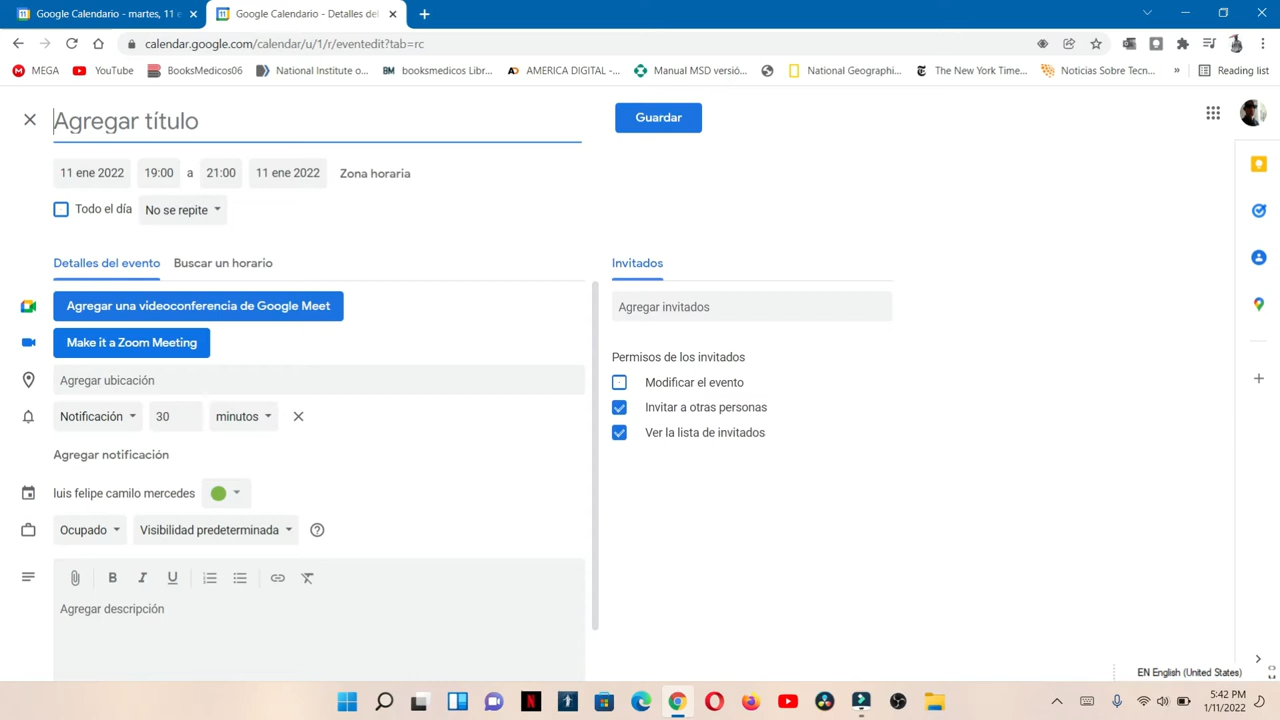 Google Calendario - martes, 11 e
Google Calendario - Detalles del
calendar.google.com/calendar/u/1/r/eventedit?tab=rc
MEGA
YouTube
BooksMedicos06
National Institute o...
booksmedicos Libr...
AMERICA DIGITAL -...
Manual MSD versió...
National Geographi...
The New York Time...
Noticias Sobre Tecn...
»
Reading list
Agregar título
Guardar
11 ene 2022 19:00 a 21:00 11 ene 2022 Zona horaria
Todo el día No se repite
Detalles del evento Buscar un horario
Invitados
Agregar una videoconferencia de Google Meet
Agregar invitados
Make it a Zoom Meeting
Permisos de los invitados
Agregar ubicación
Modificar el evento
Notificación 30 minutos
Invitar a otras personas
Ver la lista de invitados
Agregar notificación
luis felipe camilo mercedes
Ocupado Visibilidad predeterminada
B I U
Agregar descripción
EN English (United States)
5:42 PM
1/11/2022